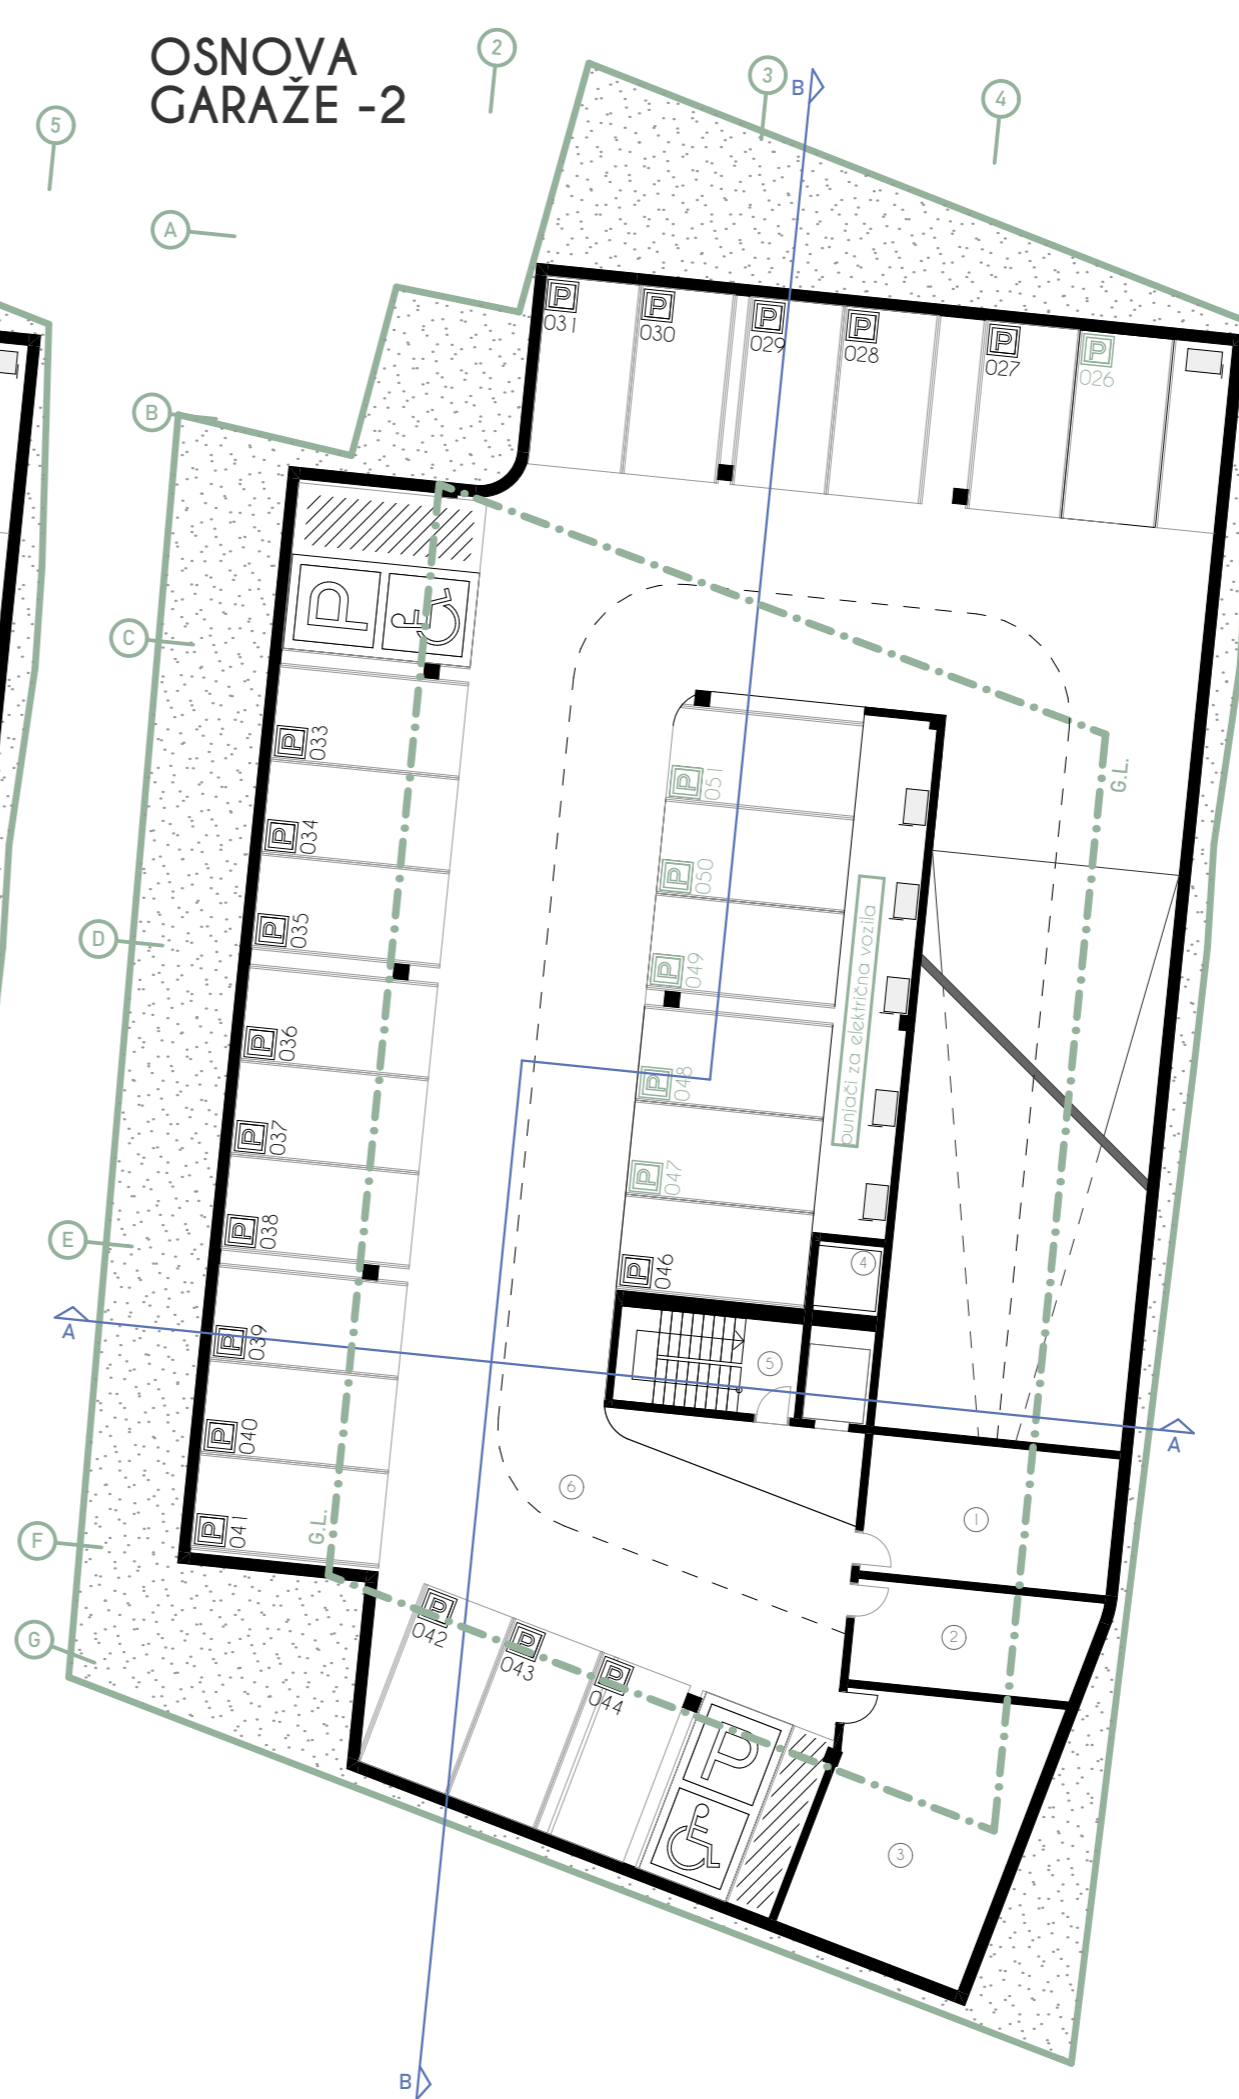 OSNOVA
GARAŽE -2
2
3
B
4
5
A
B
P
031
P
030
P
029
P
028
P
027
P
026
P
C
P
033
G.L.
P
051
P
034
P
050
P
035
D
P
049
punjači za električna vozila
P
036
P
048
P
037
P
047
P
038
E
P
046
4
A
P
039
5
P
040
A
6
1
P
041
G.L.
F
P
042
P
043
P
044
2
G
P
3
B